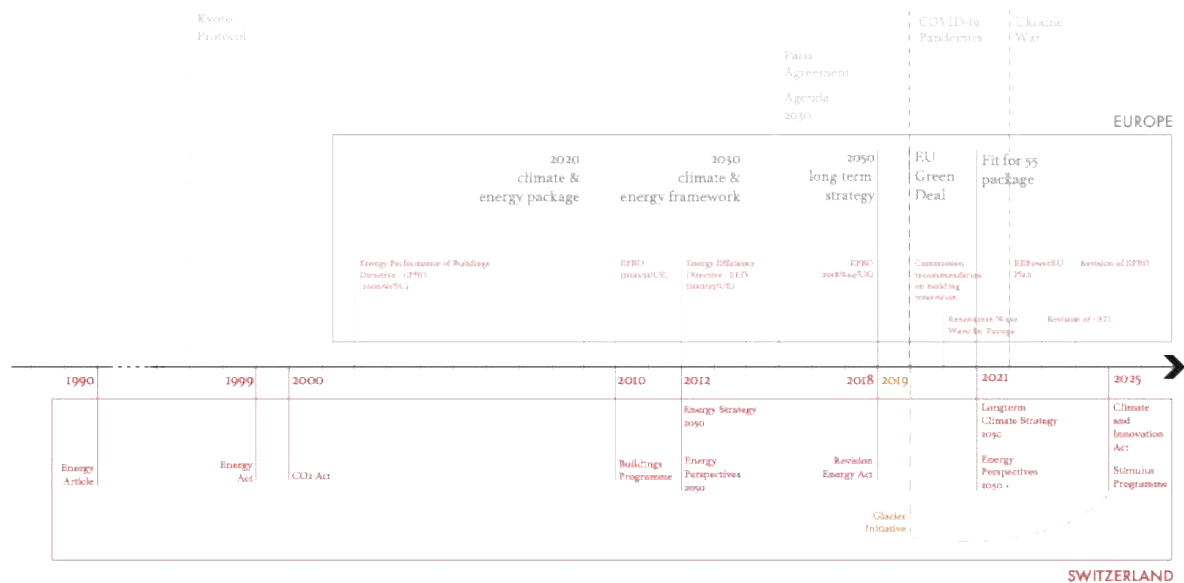 Kyoto
Protocol
COVID-19
Pandemics
Ukraine
War
Paris
Agreement
Agenda
2030
EUROPE
2020
climate &
energy package
2030
climate &
energy framework
2050
long term
strategy
EU
Green
Deal
Fit for 55
package
Energy Performance of Buildings
Directive (EPBD)
EPBD
Energy Efficiency
Directive EED
EPBD
Commission
recommendation
on building
renovation
REPowerEU
Plan
Revision of EPBD
Renovation Wave
Wave for Europe
Revision of EED
1990
1999
2000
2010
2012
2018
2019
2021
2025
Energy
Article
Energy
Act
CO2 Act
Buildings
Programme
Energy Strategy
2050
Energy
Perspectives
2050
Revision
Energy Act
Glacier
Initiative
Longterm
Climate Strategy
2050
Energy
Perspectives
2050 +
Climate
and
Innovation
Act
Stimulus
Programme
SWITZERLAND